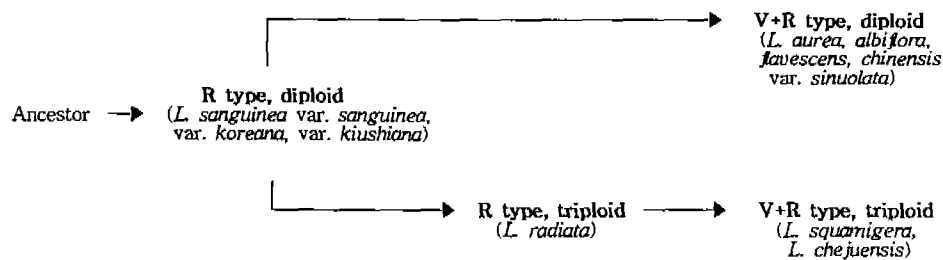 V+R type, diploid
(L. aurea, albiflora,
flavescens, chinensis
var. sinuolata)
R type, diploid
Ancestor
(L. sanguinea var. sanguinea,
var. koreana, var. kiushiana)
R type, triploid
(L. radiata)
V+R type, triploid
(L. squamigera,
L. chejuensis)